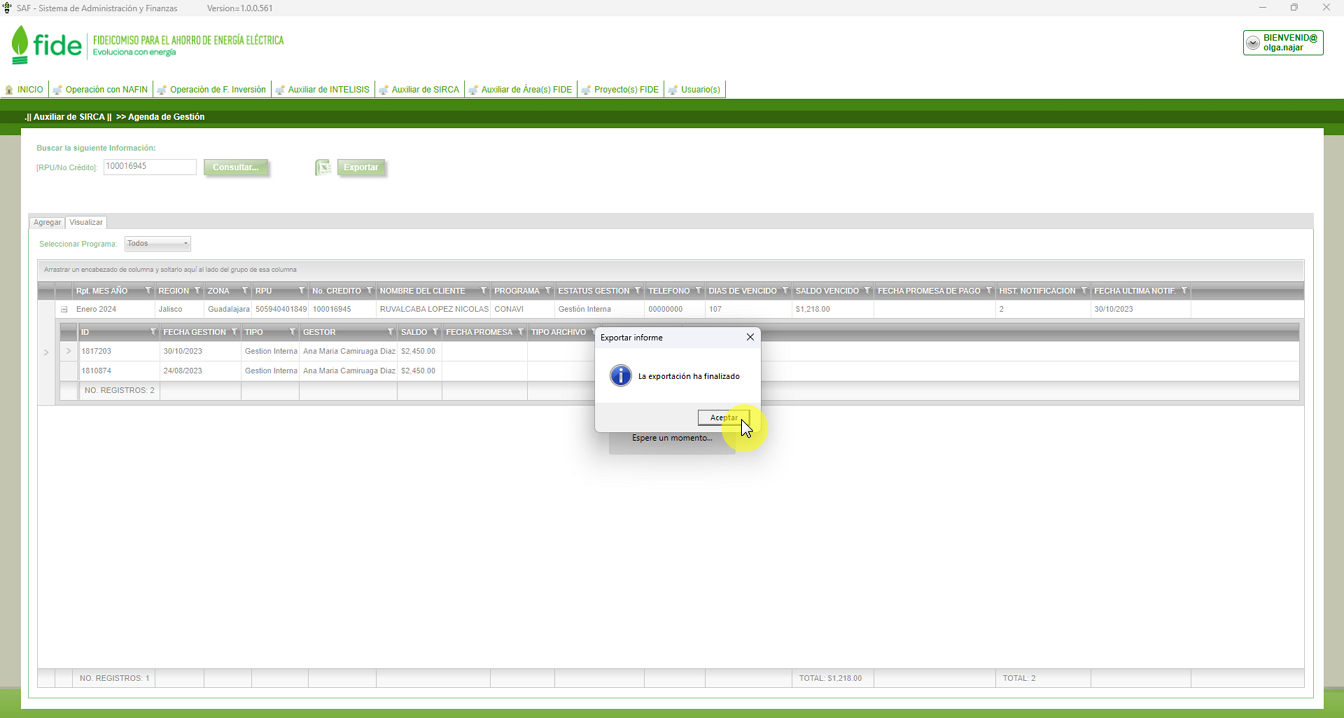 SAF - Sistema de Administración y Finanzas Version=1.0.0.561
fide FIDEICOMISO PARA EL AHORRO DE ENERGÍA ELÉCTRICA
Evoluciona con energía
BIENVENID@
olga.najar
INICIO Operación con NAFIN Operación de F. Inversión Auxiliar de INTELISIS Auxiliar de SIRCA Auxiliar de Área(s) FIDE Proyecto(s) FIDE Usuario(s)
.|| Auxiliar de SIRCA || >> Agenda de Gestión
Buscar la siguiente Información:
[RPU/No.Crédito]: 100016945 Consultar... Exportar
Agregar Visualizar
Seleccionar Programa: Todos
Arrastrar un encabezado de columna y soltarlo aquí al lado del grupo de esa columna
Rpt. MES AÑO REGION ZONA RPU No. CREDITO NOMBRE DEL CLIENTE PROGRAMA ESTATUS GESTION TELEFONO DIAS DE VENCIDO SALDO VENCIDO FECHA PROMESA DE PAGO HIST. NOTIFICACION FECHA ULTIMA NOTIF.
Enero 2024 Jalisco Guadalajara 505940401849 100016945 RUVALCABA LOPEZ NICOLAS CONAVI Gestión Interna 00000000 107 $1,218.00 2 30/10/2023
ID FECHA GESTION TIPO GESTOR SALDO FECHA PROMESA TIPO ARCHIVO
1817203 30/10/2023 Gestion Interna Ana Maria Camiruaga Diaz $2,450.00
1810874 24/08/2023 Gestion Interna Ana Maria Camiruaga Diaz $2,450.00
NO. REGISTROS: 2
Exportar informe
La exportación ha finalizado
Aceptar
Espere un momento...
NO. REGISTROS: 1 TOTAL: $1,218.00 TOTAL: 2